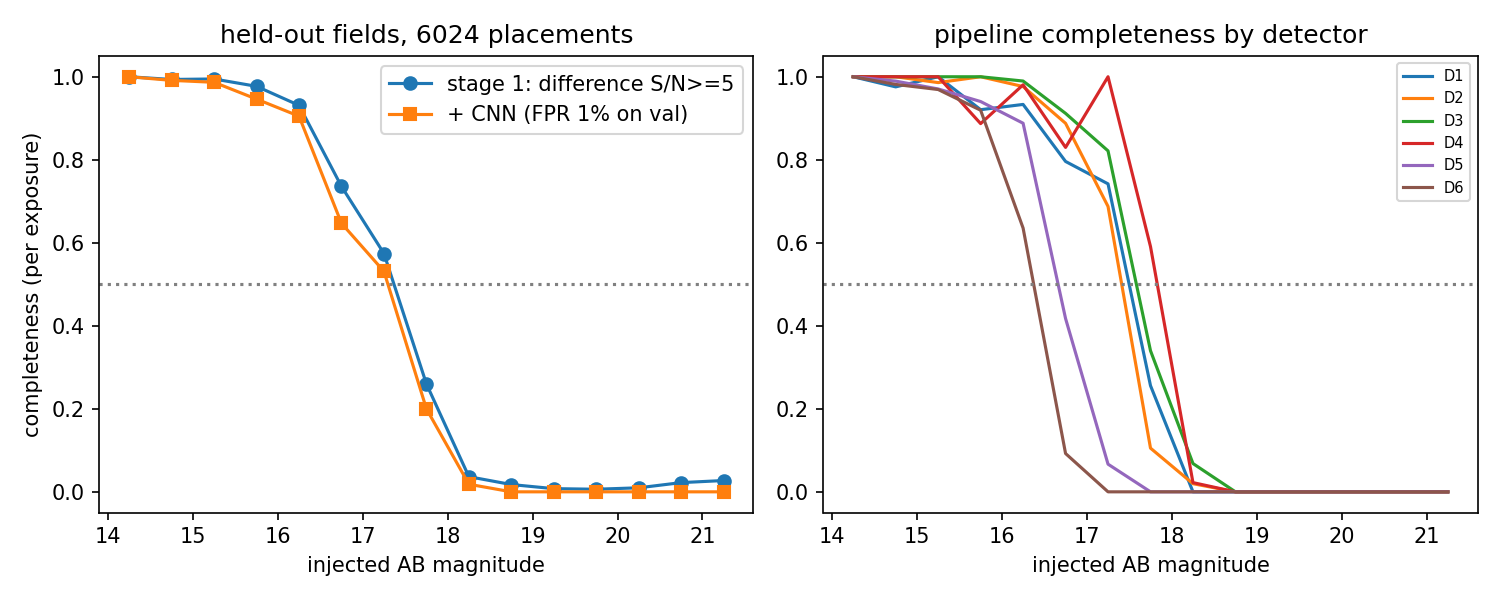 held-out fields, 6024 placements
completeness (per exposure)
1.0
0.8
0.6
0.4
0.2
0.0
stage 1: difference S/N>=5
+ CNN (FPR 1% on val)
14 15 16 17 18 19 20 21
injected AB magnitude
pipeline completeness by detector
1.0
0.8
0.6
0.4
0.2
0.0
D1
D2
D3
D4
D5
D6
14 15 16 17 18 19 20 21
injected AB magnitude